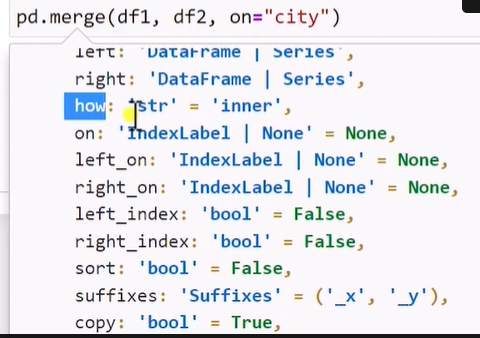 pd.merge(df1, df2, on="city")
left: 'DataFrame | Series',
right: 'DataFrame | Series',
how: 'str' = 'inner',
on: 'IndexLabel | None' = None,
left_on: 'IndexLabel | None' = None,
right_on: 'IndexLabel | None' = None,
left_index: 'bool' = False,
right_index: 'bool' = False,
sort: 'bool' = False,
suffixes: 'Suffixes' = ('_x', '_y'),
copy: 'bool' = True,